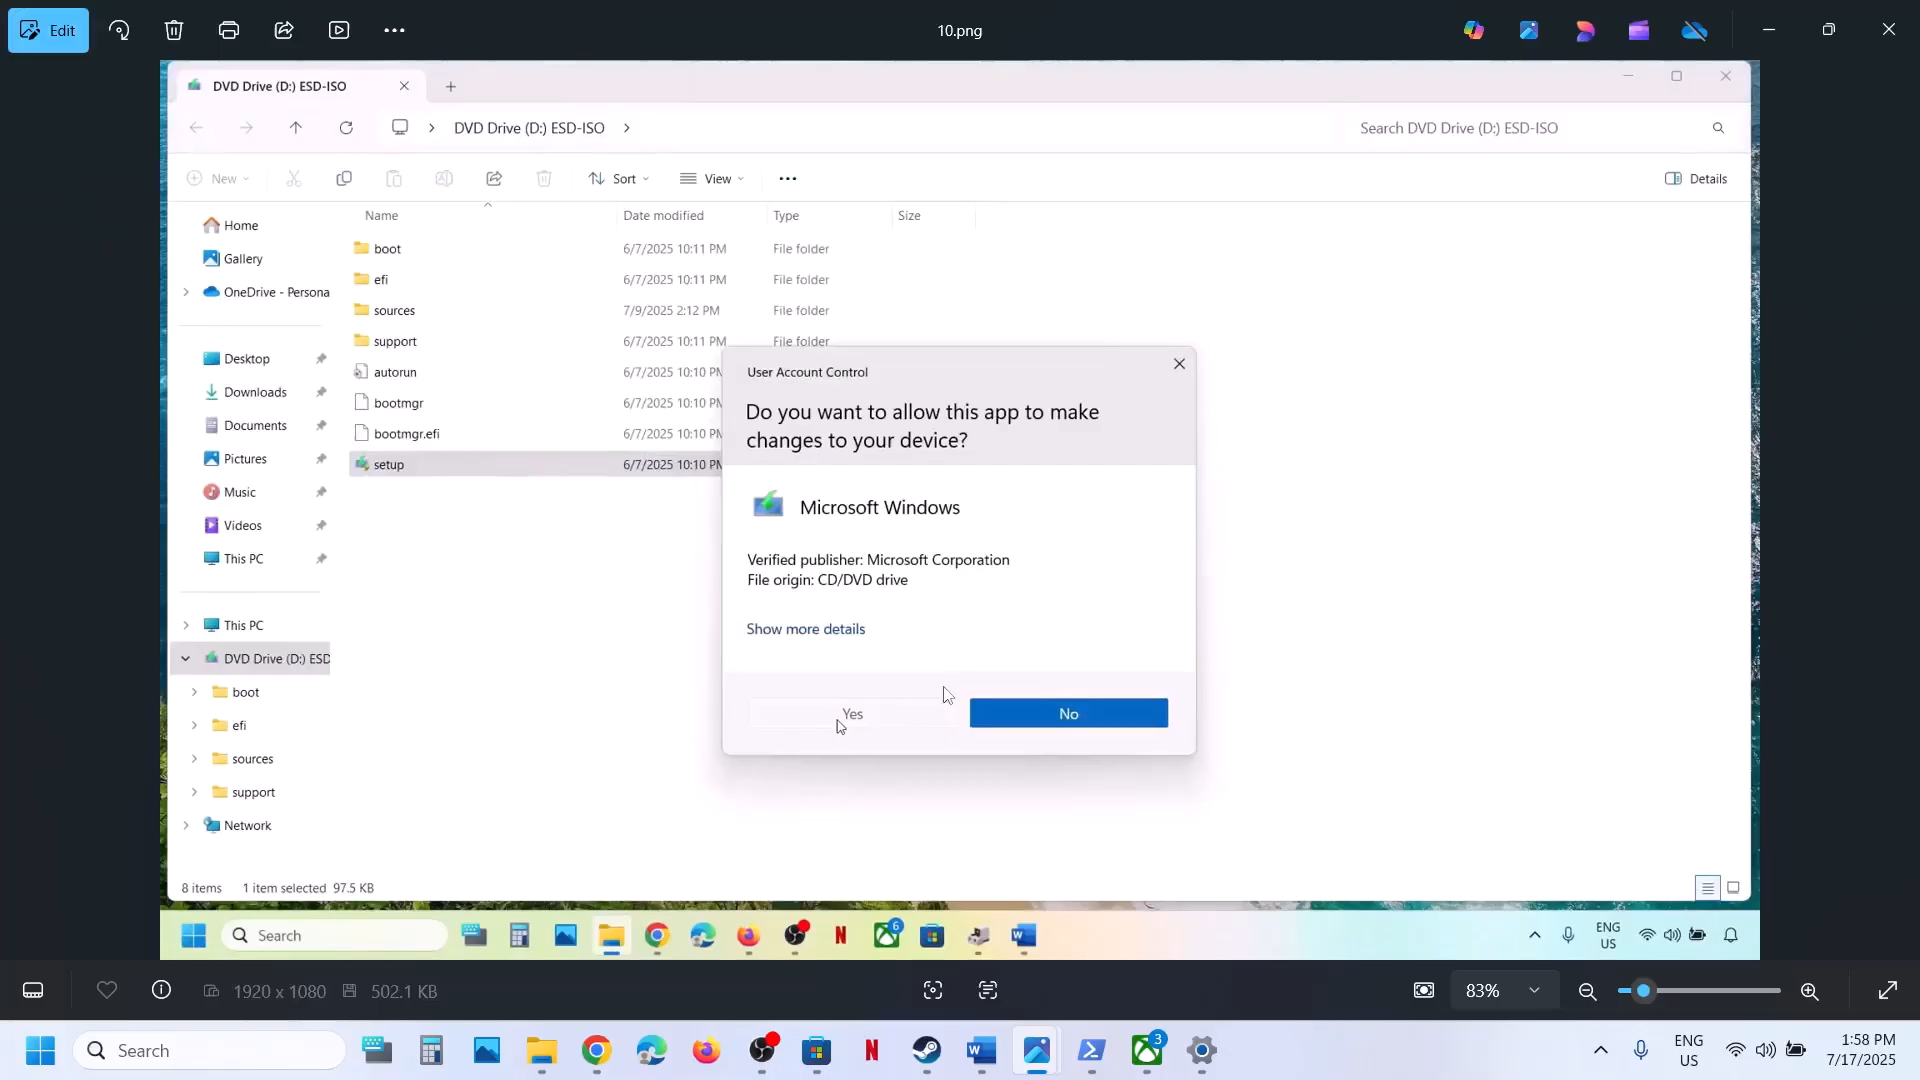 Edit
10.png
DVD Drive (D:) ESD-ISO
DVD Drive (D:) ESD-ISO
Search DVD Drive (D:) ESD-ISO
New
Sort
View
Details
Name Date modified Type Size
Home
Gallery
OneDrive - Persona
Desktop
Downloads
Documents
Pictures
Music
Videos
This PC
This PC
DVD Drive (D:) ESD
boot
efi
sources
support
Network
boot 6/7/2025 10:11 PM File folder
efi 6/7/2025 10:11 PM File folder
sources 7/9/2025 2:12 PM File folder
support 6/7/2025 10:11 PM File folder
autorun 6/7/2025 10:10 PM
bootmgr 6/7/2025 10:10 PM
bootmgr.efi 6/7/2025 10:10 PM
setup 6/7/2025 10:10 PM
User Account Control
Do you want to allow this app to make
changes to your device?
Microsoft Windows
Verified publisher: Microsoft Corporation
File origin: CD/DVD drive
Show more details
Yes
No
8 items 1 item selected 97.5 KB
Search
6
ENG
US
1920 x 1080 502.1 KB
83%
Search
3
ENG
US
1:58 PM
7/17/2025